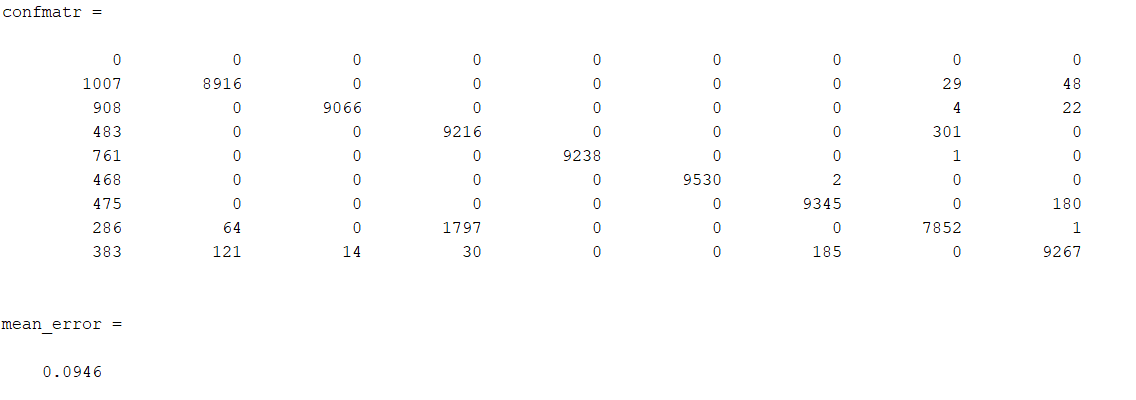 confmatr =
0 0 0 0 0 0 0 0 0
1007 8916 0 0 0 0 0 29 48
908 0 9066 0 0 0 0 4 22
483 0 0 9216 0 0 0 301 0
761 0 0 0 9238 0 0 1 0
468 0 0 0 0 9530 2 0 0
475 0 0 0 0 0 9345 0 180
286 64 0 1797 0 0 0 7852 1
383 121 14 30 0 0 185 0 9267
mean_error =
0.0946